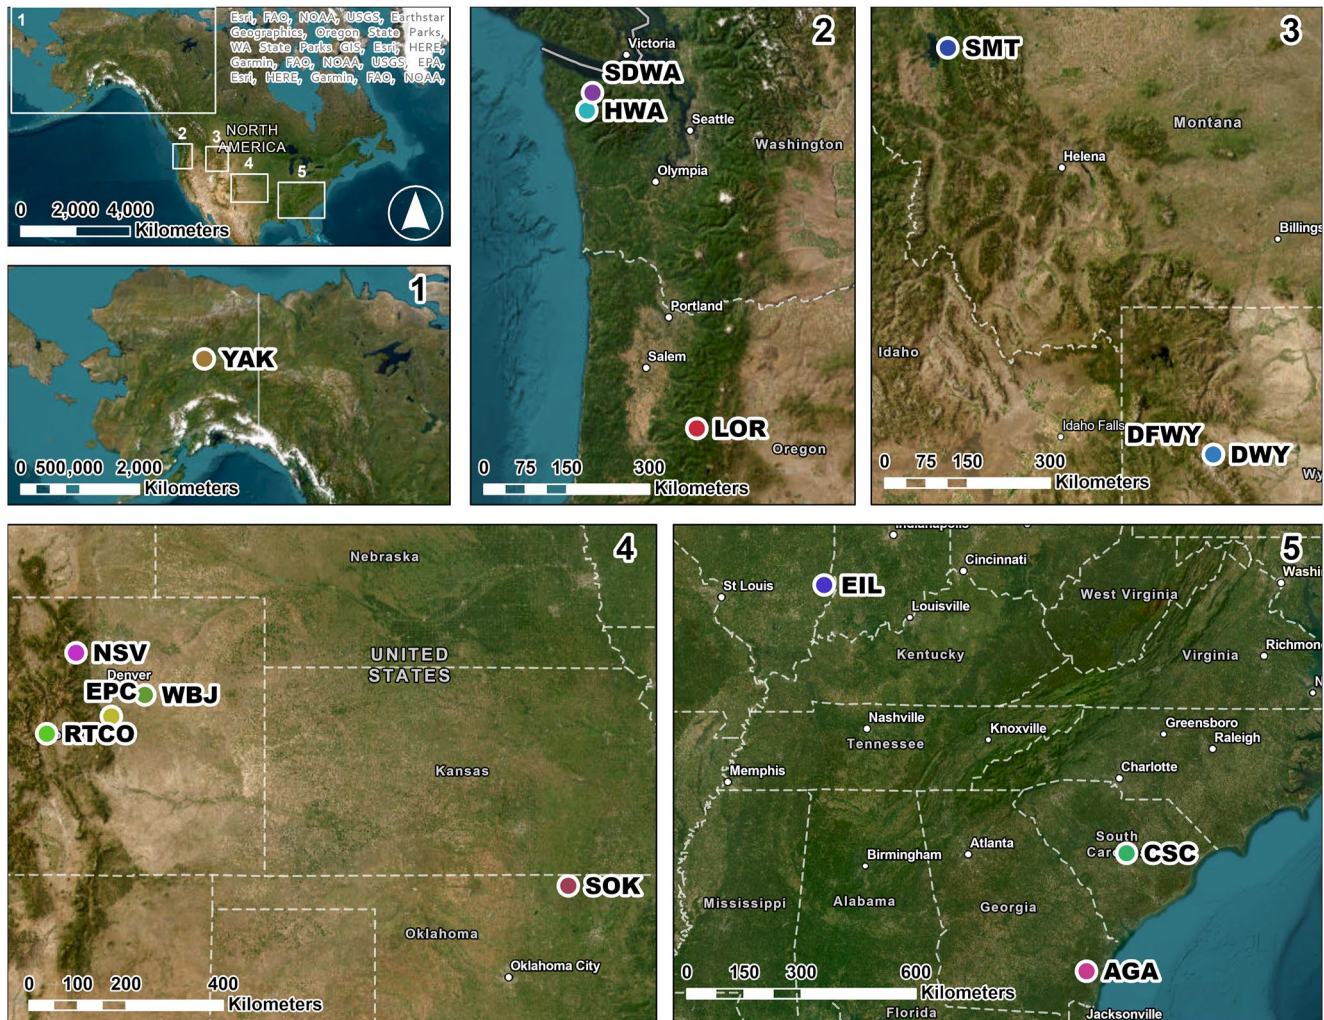 1
Esri, FAO, NOAA, USGS, Earthstar
Geographics, Oregon State Parks,
WA State Parks GIS, Esri, HERE,
Garmin, FAO, NOAA, USGS, EPA,
Esri, HERE, Garmin, FAO, NOAA,
NORTH
AMERICA
2
3
4
5
0 2,000 4,000
Kilometers
1
YAK
0 500,000 2,000
Kilometers
2
Victoria
SDWA
HWA
Seattle
Washington
Olympia
Portland
Salem
LOR
Oregon
0 75 150 300
Kilometers
3
SMT
Montana
Helena
Billings
Idaho
Idaho Falls
DFWY
DWY
Wy
0 75 150 300
Kilometers
4
Nebraska
NSV
Denver
UNITED
STATES
EPC
WBJ
RTCO
Kansas
SOK
Oklahoma
Oklahoma City
0 100 200 400
Kilometers
5
Indianapolis
Cincinnati
Washi
St Louis
EIL
West Virginia
Louisville
Kentucky
Virginia
Richmon
N
Nashville
Tennessee
Knoxville
Greensboro
Raleigh
Memphis
Charlotte
South
Car
CSC
Birmingham
Atlanta
Mississippi
Alabama
Georgia
AGA
0 150 300 600
Kilometers
Florida
Jacksonville